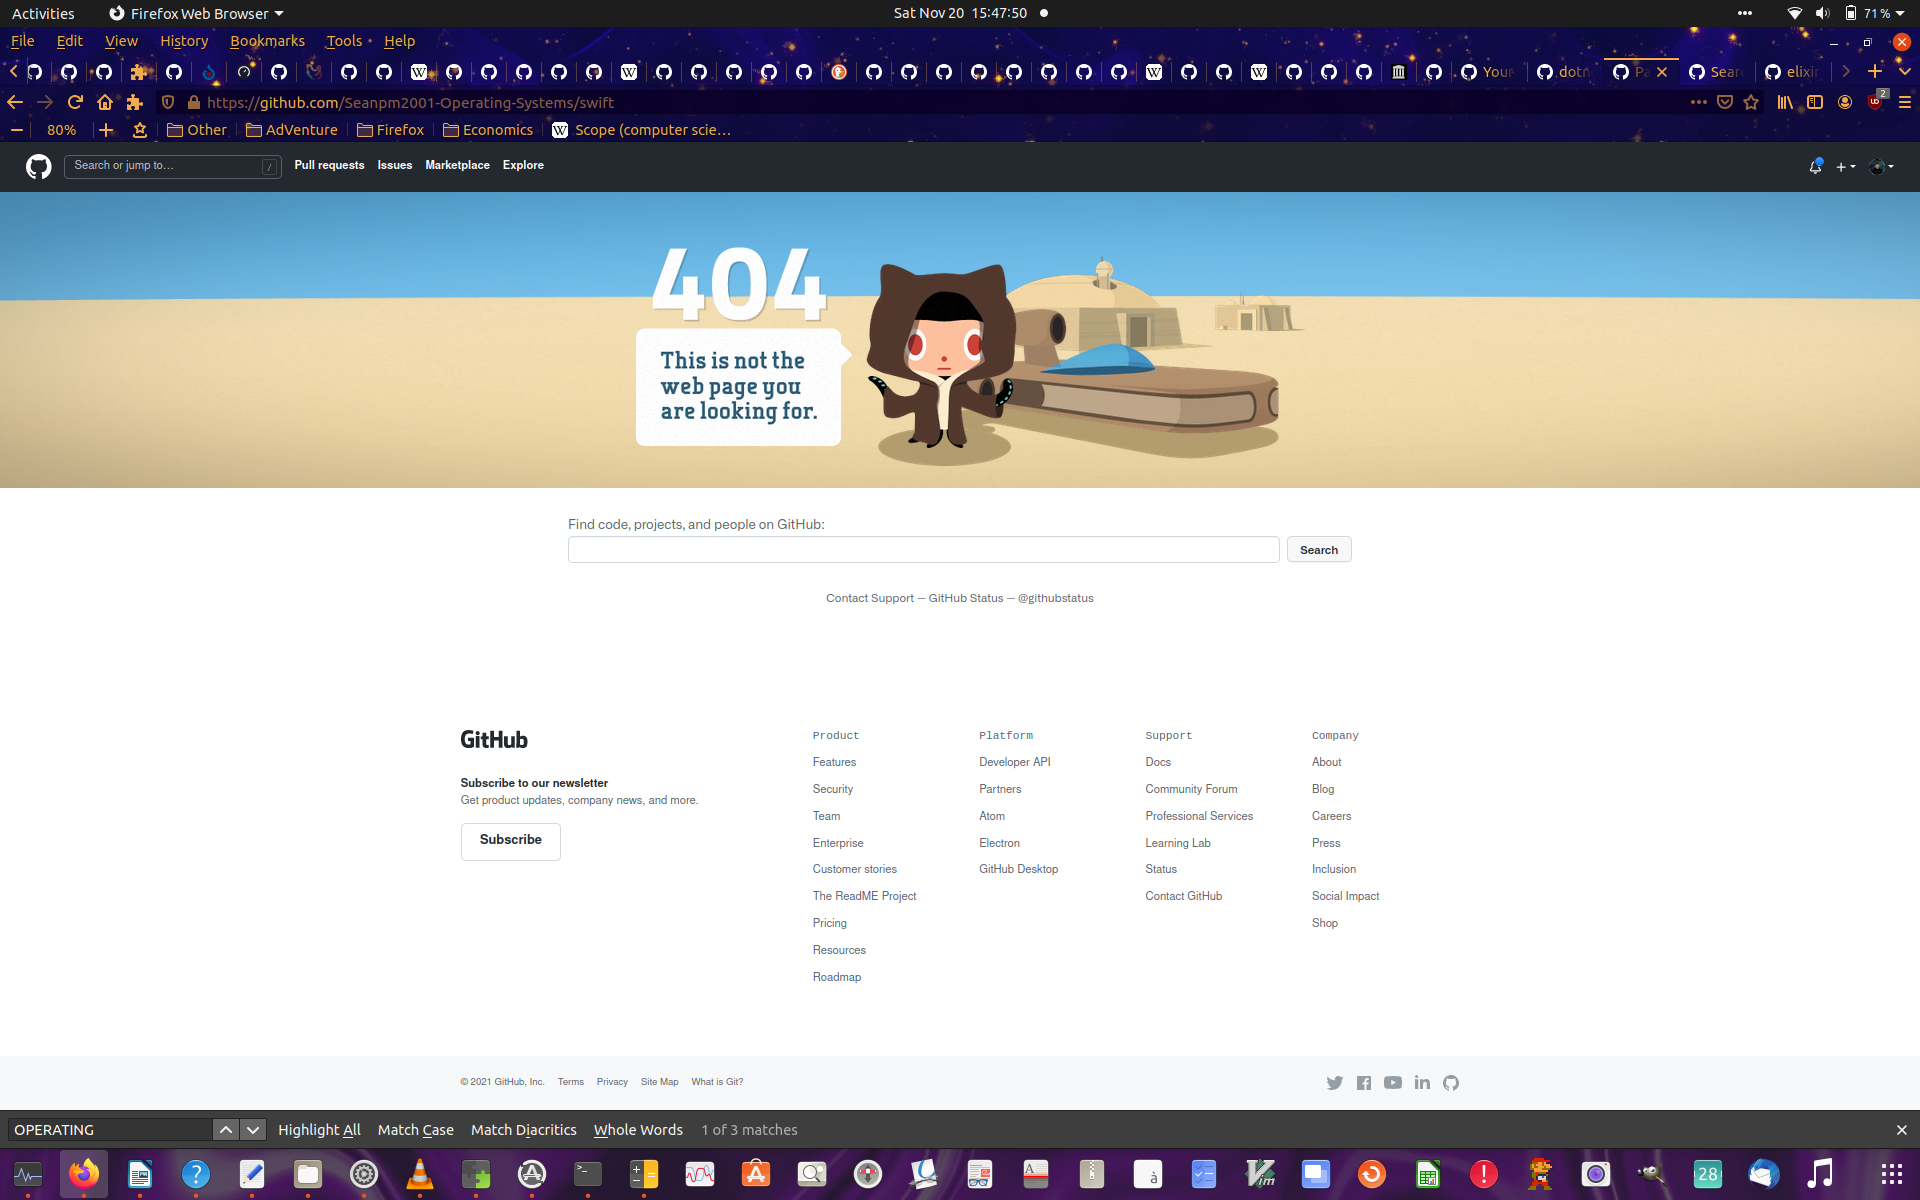 Activities
Firefox Web Browser
Sat Nov 20 15:47:50
71 %
File Edit View History Bookmarks Tools Help
Your
dotn
Pa
Sear
elixir
https://github.com/Seanpm2001-Operating-Systems/swift
2
80%
Other
AdVenture
Firefox
Economics
Scope (computer scie…
Search or jump to…
/
Pull requests
Issues
Marketplace
Explore
404
This is not the
web page you
are looking for.
Find code, projects, and people on GitHub:
Search
Contact Support — GitHub Status — @githubstatus
GitHub
Subscribe to our newsletter
Get product updates, company news, and more.
Subscribe
Product
Features
Security
Team
Enterprise
Customer stories
The ReadME Project
Pricing
Resources
Roadmap
Platform
Developer API
Partners
Atom
Electron
GitHub Desktop
Support
Docs
Community Forum
Professional Services
Learning Lab
Status
Contact GitHub
Company
About
Blog
Careers
Press
Inclusion
Social Impact
Shop
© 2021 GitHub, Inc.
Terms
Privacy
Site Map
What is Git?
OPERATING
Highlight All
Match Case
Match Diacritics
Whole Words
1 of 3 matches
28